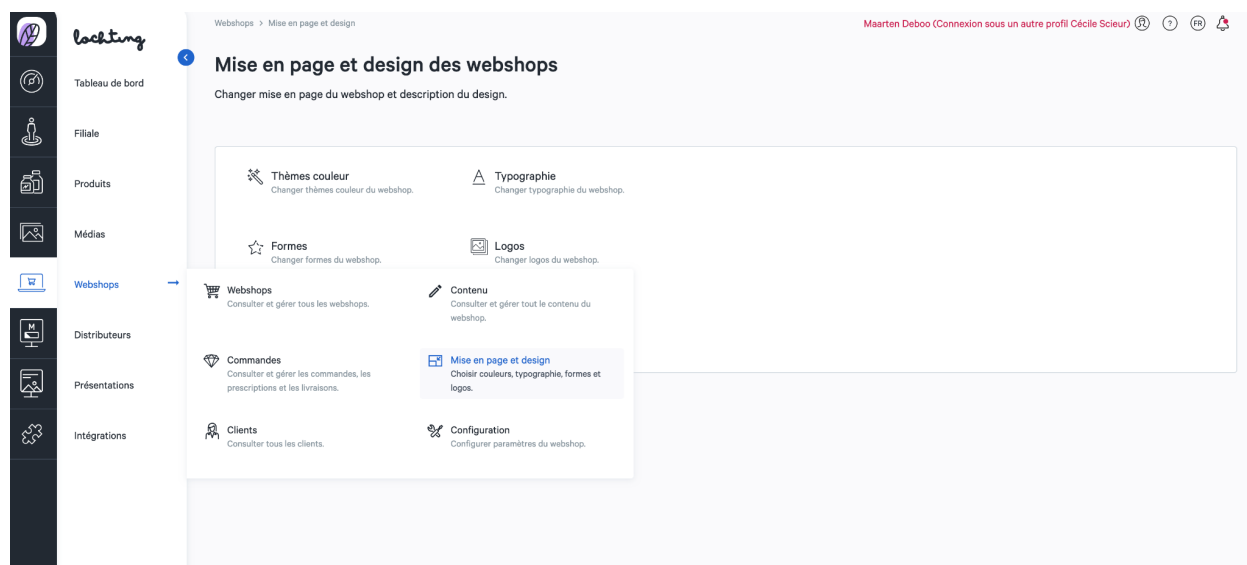 Webshops > Mise en page et design
Maarten Deboo (Connexion sous un autre profil Cécile Scieur)
?
FR
lochting
Mise en page et design des webshops
Changer mise en page du webshop et description du design.
Tableau de bord
Filiale
Produits
Médias
Webshops
Distributeurs
Présentations
Intégrations
Thèmes couleur
Changer thèmes couleur du webshop.
Typographie
Changer typographie du webshop.
Formes
Changer formes du webshop.
Logos
Changer logos du webshop.
Webshops
Consulter et gérer tous les webshops.
Contenu
Consulter et gérer tout le contenu du
webshop.
Commandes
Consulter et gérer les commandes, les
prescriptions et les livraisons.
Mise en page et design
Choisir couleurs, typographie, formes et
logos.
Clients
Consulter tous les clients.
Configuration
Configurer paramètres du webshop.
M